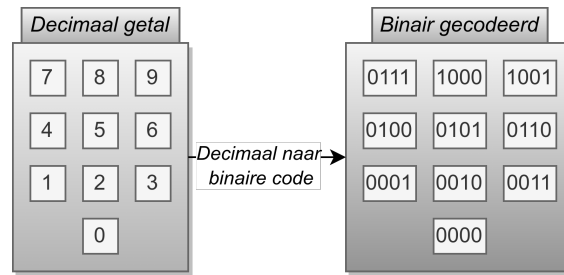 Decimaal getal
7 8 9
4 5 6
1 2 3
0
Decimaal naar
binaire code
Binair gecodeerd
0111 1000 1001
0100 0101 0110
0001 0010 0011
0000